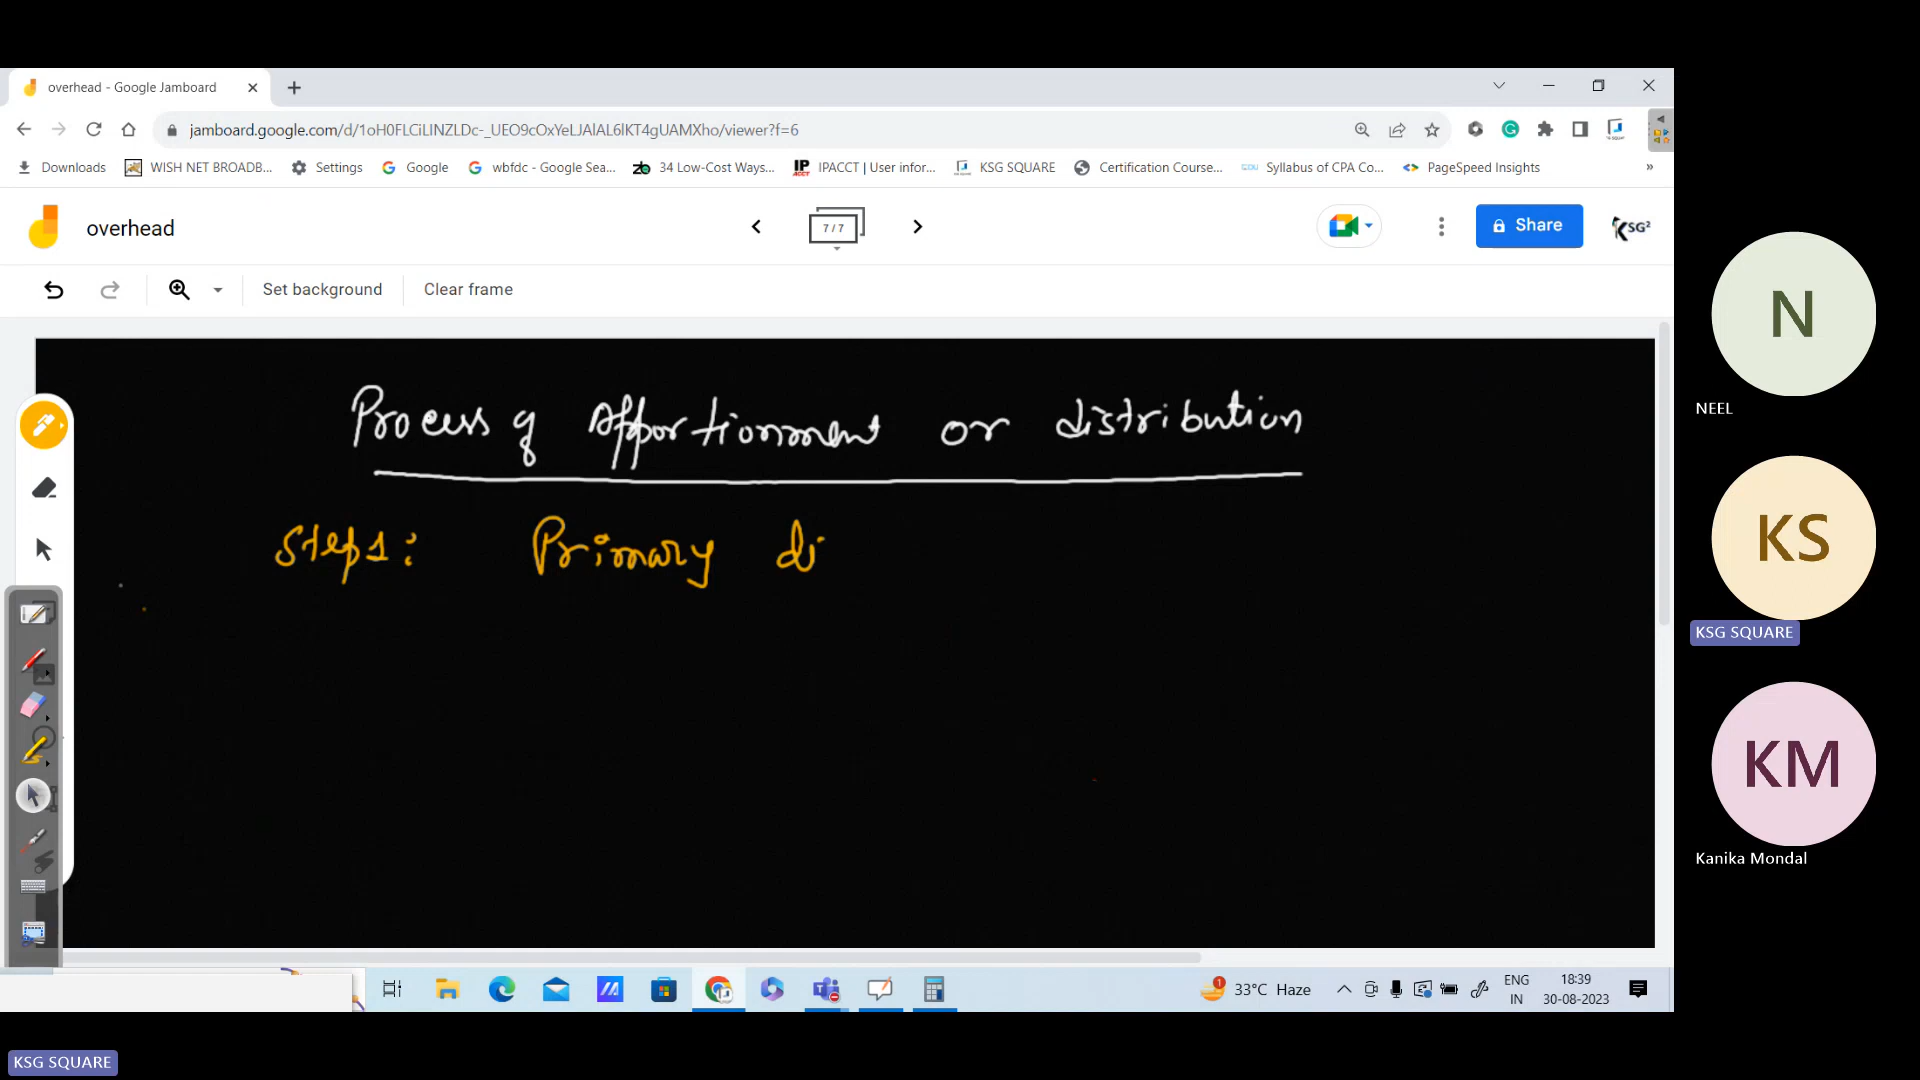 overhead - Google Jamboard
jamboard.google.com/d/1oH0FLCiLINZLDc-_UEO9cOxYeLJAlAL6lKT4gUAMXho/viewer?f=6
Downloads WISH NET BROADB... Settings Google wbfdc - Google Sea... 34 Low-Cost Ways... IPACCT | User infor... KSG SQUARE Certification Course... Syllabus of CPA Co... PageSpeed Insights »
overhead 7 / 7 Share KSG²
Set background Clear frame
Process of Apportionment or distribution
Steps: Primary di
N
NEEL
KS
KSG SQUARE
KM
Kanika Mondal
1 33°C Haze ENG IN 18:39 30-08-2023
KSG SQUARE